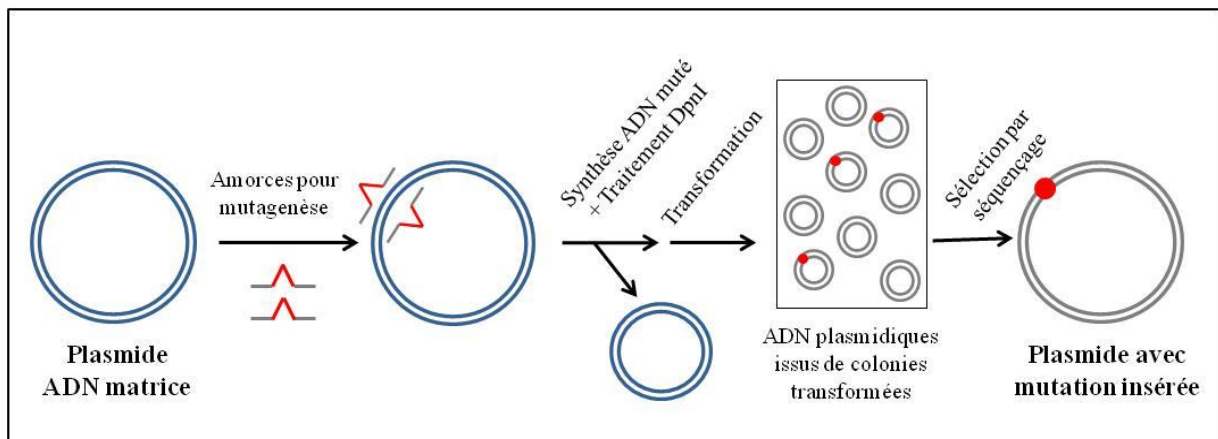 Amorces pour
mutagenèse
Plasmide
ADN matrice
Synthèse ADN muté
+ Traitement DpnI
Transformation
ADN plasmidiques
issus de colonies
transformées
Sélection par
séquençage
Plasmide avec
mutation insérée